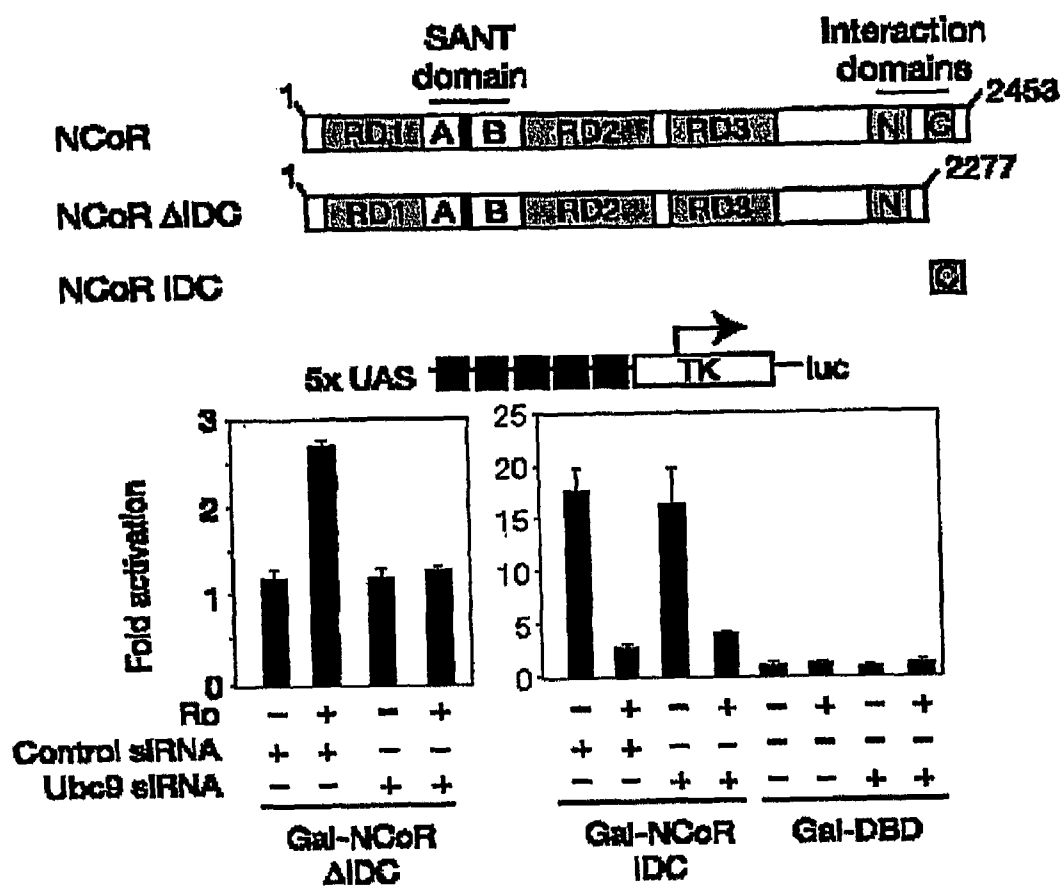 SANT domain
Interaction domains
NCoR 1 RD1 A B RD2 RD3 N C 2453
NCoR ΔIDC 1 RD1 A B RD2 RD3 N 2277
NCoR IDC C
5x UAS TK luc
Fold activation
3
2
1
0
25
20
15
10
5
0
Ro - + - + - + - + - + - +
Control siRNA + + - - + + - - - - - -
Ubc9 siRNA - - + + - - + + - - + +
Gal-NCoR ΔIDC
Gal-NCoR IDC
Gal-DBD